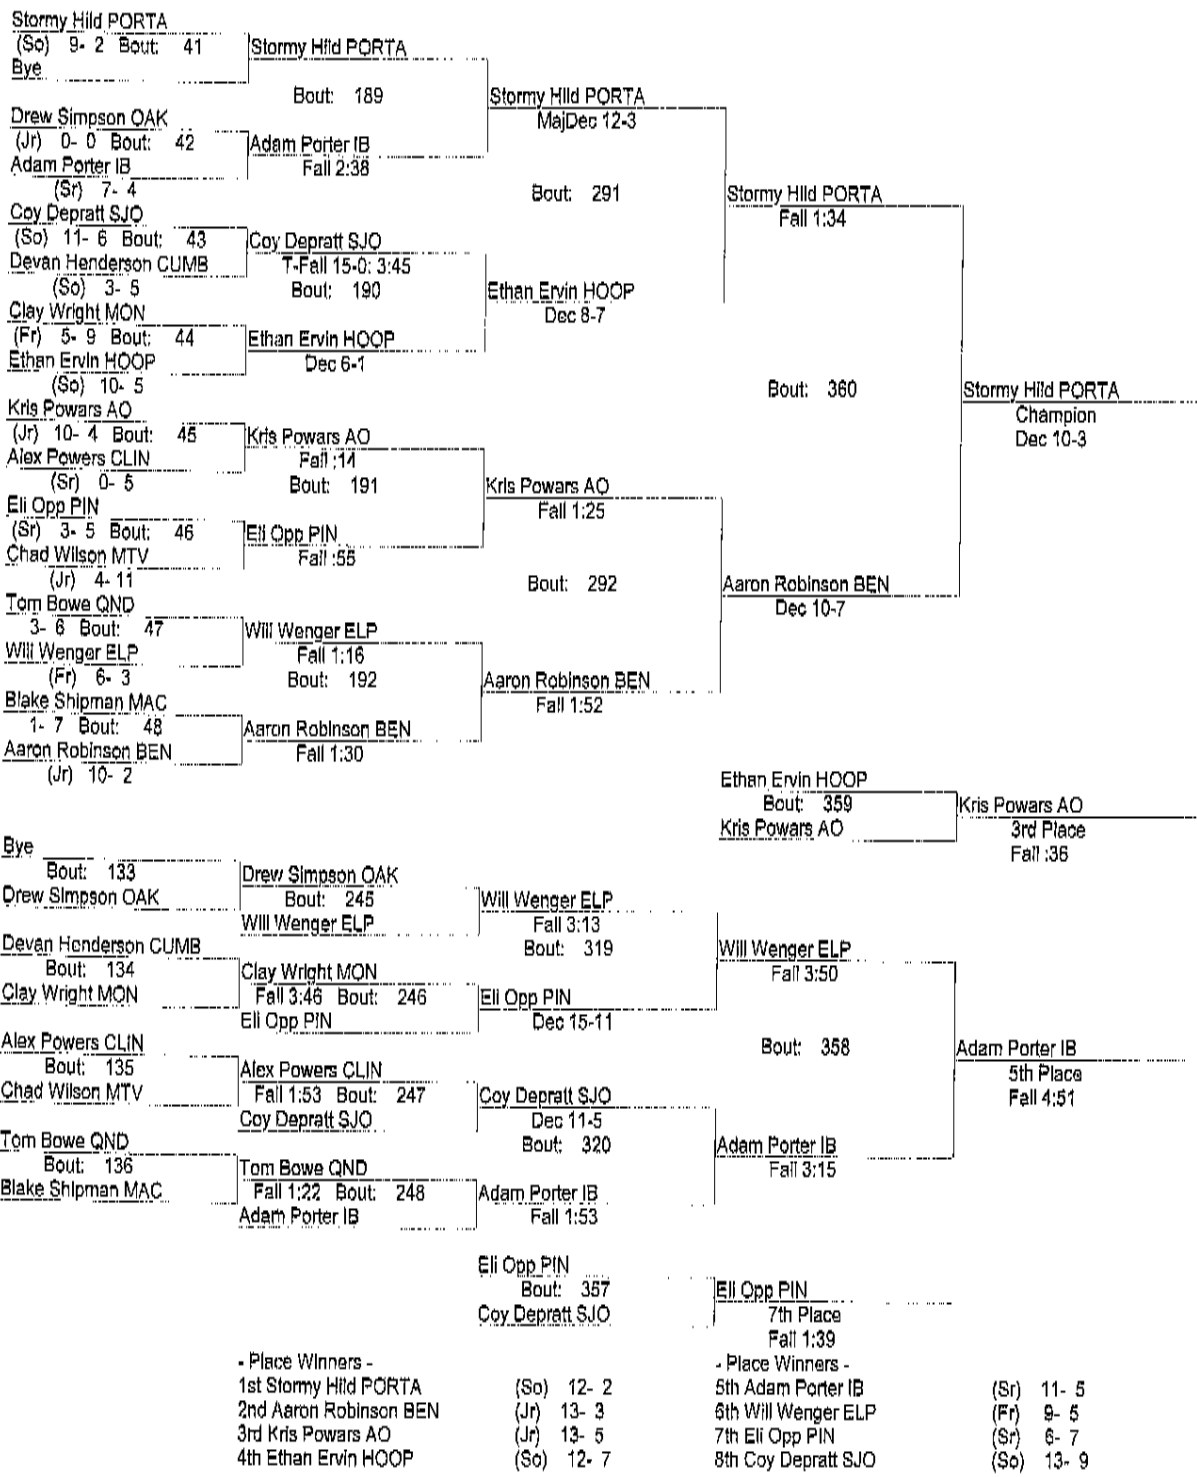 Stormy Hild PORTA
(So) 9- 2 Bout: 41
Bye
Stormy Hild PORTA
Bout: 189
Drew Simpson OAK
(Jr) 0- 0 Bout: 42
Adam Porter IB
(Sr) 7- 4
Adam Porter IB
Fall 2:38
Stormy Hild PORTA
MajDec 12-3
Bout: 291
Coy Depratt SJO
(So) 11- 6 Bout: 43
Devan Henderson CUMB
(So) 3- 5
Coy Depratt SJO
T-Fall 15-0: 3:45
Bout: 190
Clay Wright MON
(Fr) 5- 9 Bout: 44
Ethan Ervin HOOP
(So) 10- 5
Ethan Ervin HOOP
Dec 6-1
Ethan Ervin HOOP
Dec 8-7
Stormy Hild PORTA
Fall 1:34
Bout: 360
Kris Powars AO
(Jr) 10- 4 Bout: 45
Alex Powers CLIN
(Sr) 0- 5
Kris Powars AO
Fall :14
Bout: 191
Eli Opp PIN
(Sr) 3- 5 Bout: 46
Chad Wilson MTV
(Jr) 4- 11
Eli Opp PIN
Fall :55
Kris Powars AO
Fall 1:25
Bout: 292
Tom Bowe QND
3- 6 Bout: 47
Will Wenger ELP
(Fr) 6- 3
Will Wenger ELP
Fall 1:16
Bout: 192
Blake Shipman MAC
1- 7 Bout: 48
Aaron Robinson BEN
(Jr) 10- 2
Aaron Robinson BEN
Fall 1:30
Aaron Robinson BEN
Fall 1:52
Aaron Robinson BEN
Dec 10-7
Stormy Hild PORTA
Champion
Dec 10-3
Ethan Ervin HOOP
Bout: 359
Kris Powars AO
Kris Powars AO
3rd Place
Fall :36
Bye
Bout: 133
Drew Simpson OAK
Drew Simpson OAK
Bout: 245
Will Wenger ELP
Will Wenger ELP
Fall 3:13
Bout: 319
Devan Henderson CUMB
Bout: 134
Clay Wright MON
Clay Wright MON
Fall 3:46 Bout: 246
Eli Opp PIN
Eli Opp PIN
Dec 15-11
Will Wenger ELP
Fall 3:50
Bout: 358
Alex Powers CLIN
Bout: 135
Chad Wilson MTV
Alex Powers CLIN
Fall 1:53 Bout: 247
Coy Depratt SJO
Coy Depratt SJO
Dec 11-5
Bout: 320
Tom Bowe QND
Bout: 136
Blake Shipman MAC
Tom Bowe QND
Fall 1:22 Bout: 248
Adam Porter IB
Adam Porter IB
Fall 1:53
Adam Porter IB
Fall 3:15
Adam Porter IB
5th Place
Fall 4:51
Eli Opp PIN
Bout: 357
Coy Depratt SJO
Eli Opp PIN
7th Place
Fall 1:39
- Place Winners -
1st Stormy Hild PORTA (So) 12- 2
2nd Aaron Robinson BEN (Jr) 13- 3
3rd Kris Powars AO (Jr) 13- 5
4th Ethan Ervin HOOP (So) 12- 7
- Place Winners -
5th Adam Porter IB (Sr) 11- 5
6th Will Wenger ELP (Fr) 9- 5
7th Eli Opp PIN (Sr) 6- 7
8th Coy Depratt SJO (So) 13- 9